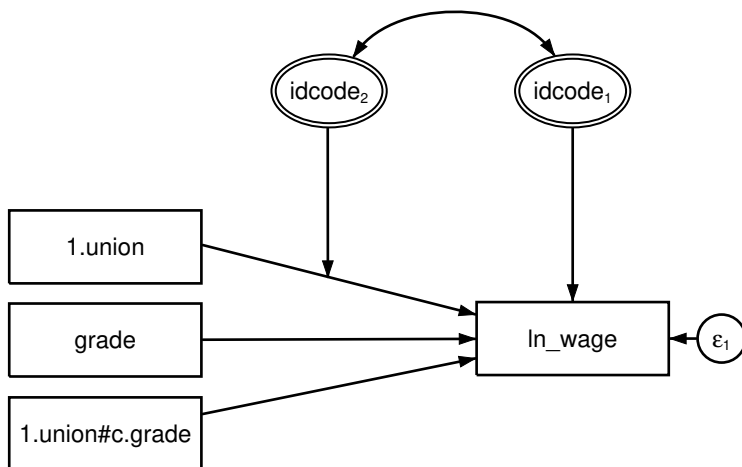 idcode₂
idcode₁
1.union
grade
ln_wage
ε₁
1.union#c.grade